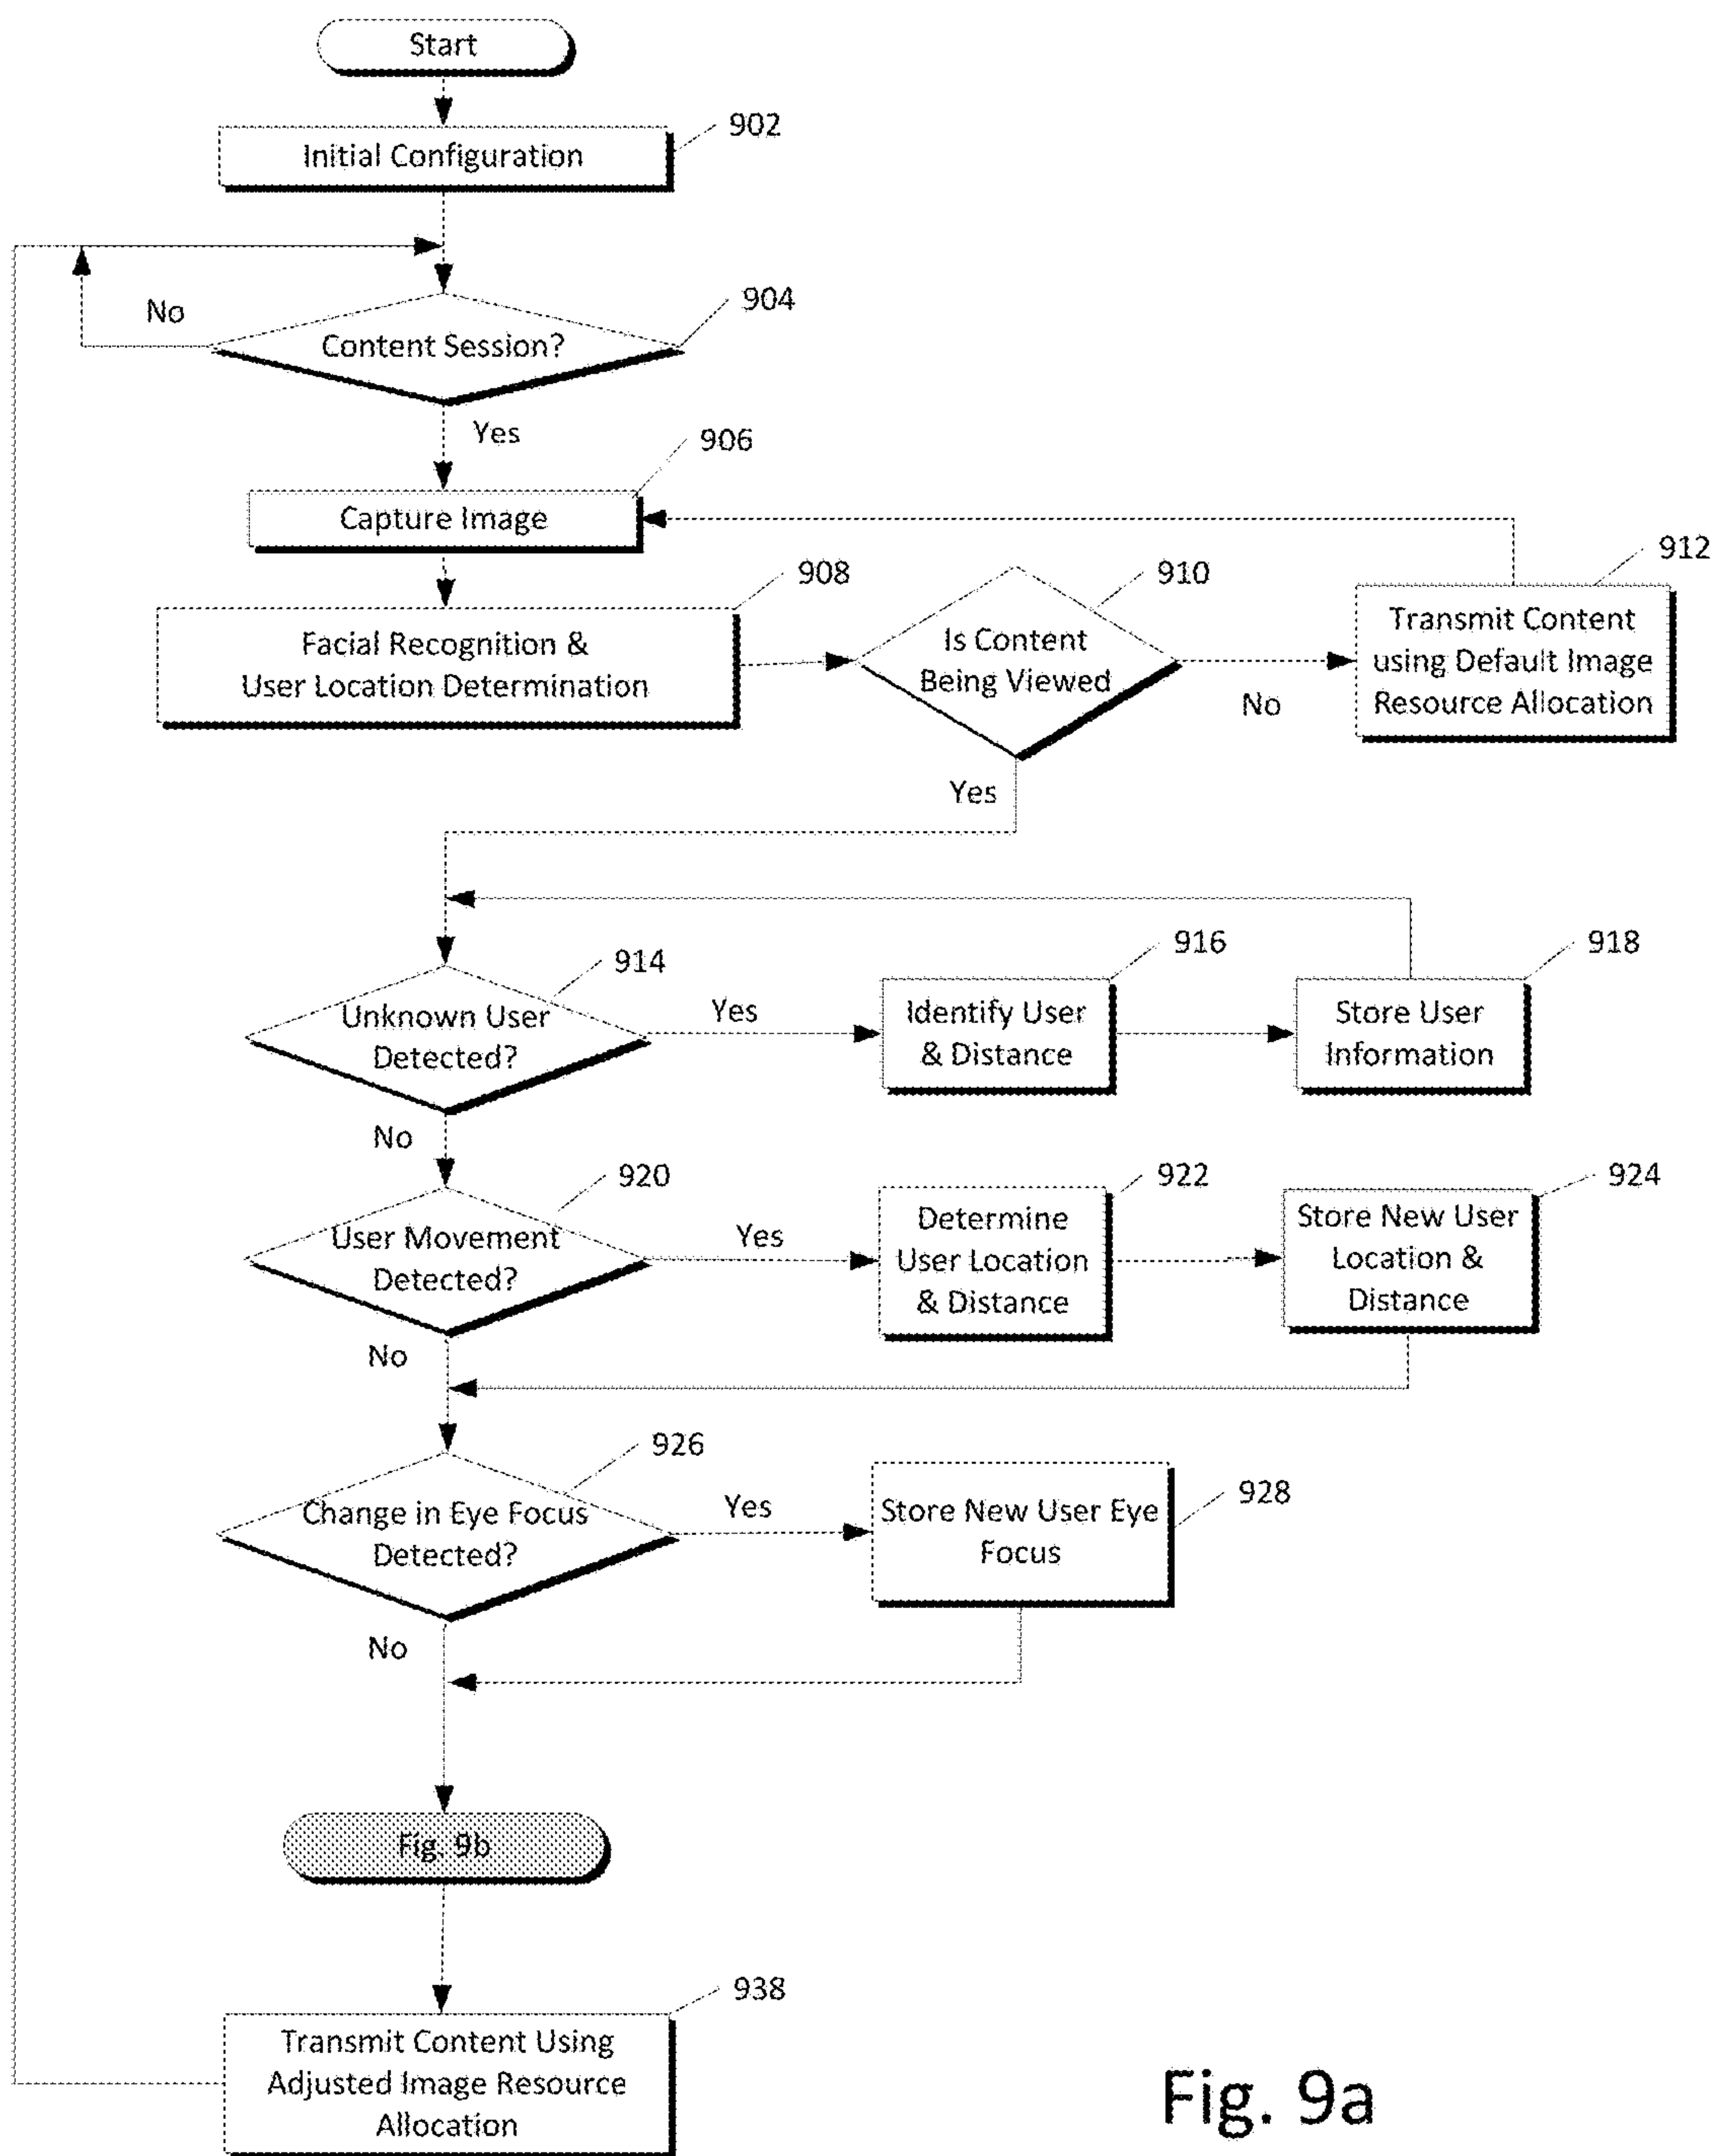 Start
902
Initial Configuration
No
904
Content Session?
Yes
906
Capture Image
908
Facial Recognition &
User Location Determination
910
Is Content
Being Viewed
No
912
Transmit Content
using Default Image
Resource Allocation
Yes
914
Unknown User
Detected?
Yes
916
Identify User
& Distance
918
Store User
Information
No
920
User Movement
Detected?
Yes
922
Determine
User Location
& Distance
924
Store New User
Location &
Distance
No
926
Change in Eye Focus
Detected?
Yes
928
Store New User Eye
Focus
No
Fig. 9b
938
Transmit Content Using
Adjusted Image Resource
Allocation
Fig. 9a